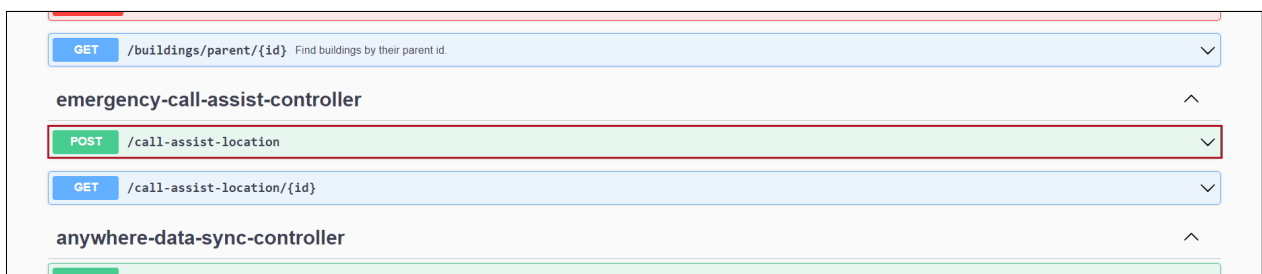 GET /buildings/parent/{id} Find buildings by their parent id.
emergency-call-assist-controller
POST /call-assist-location
GET /call-assist-location/{id}
anywhere-data-sync-controller